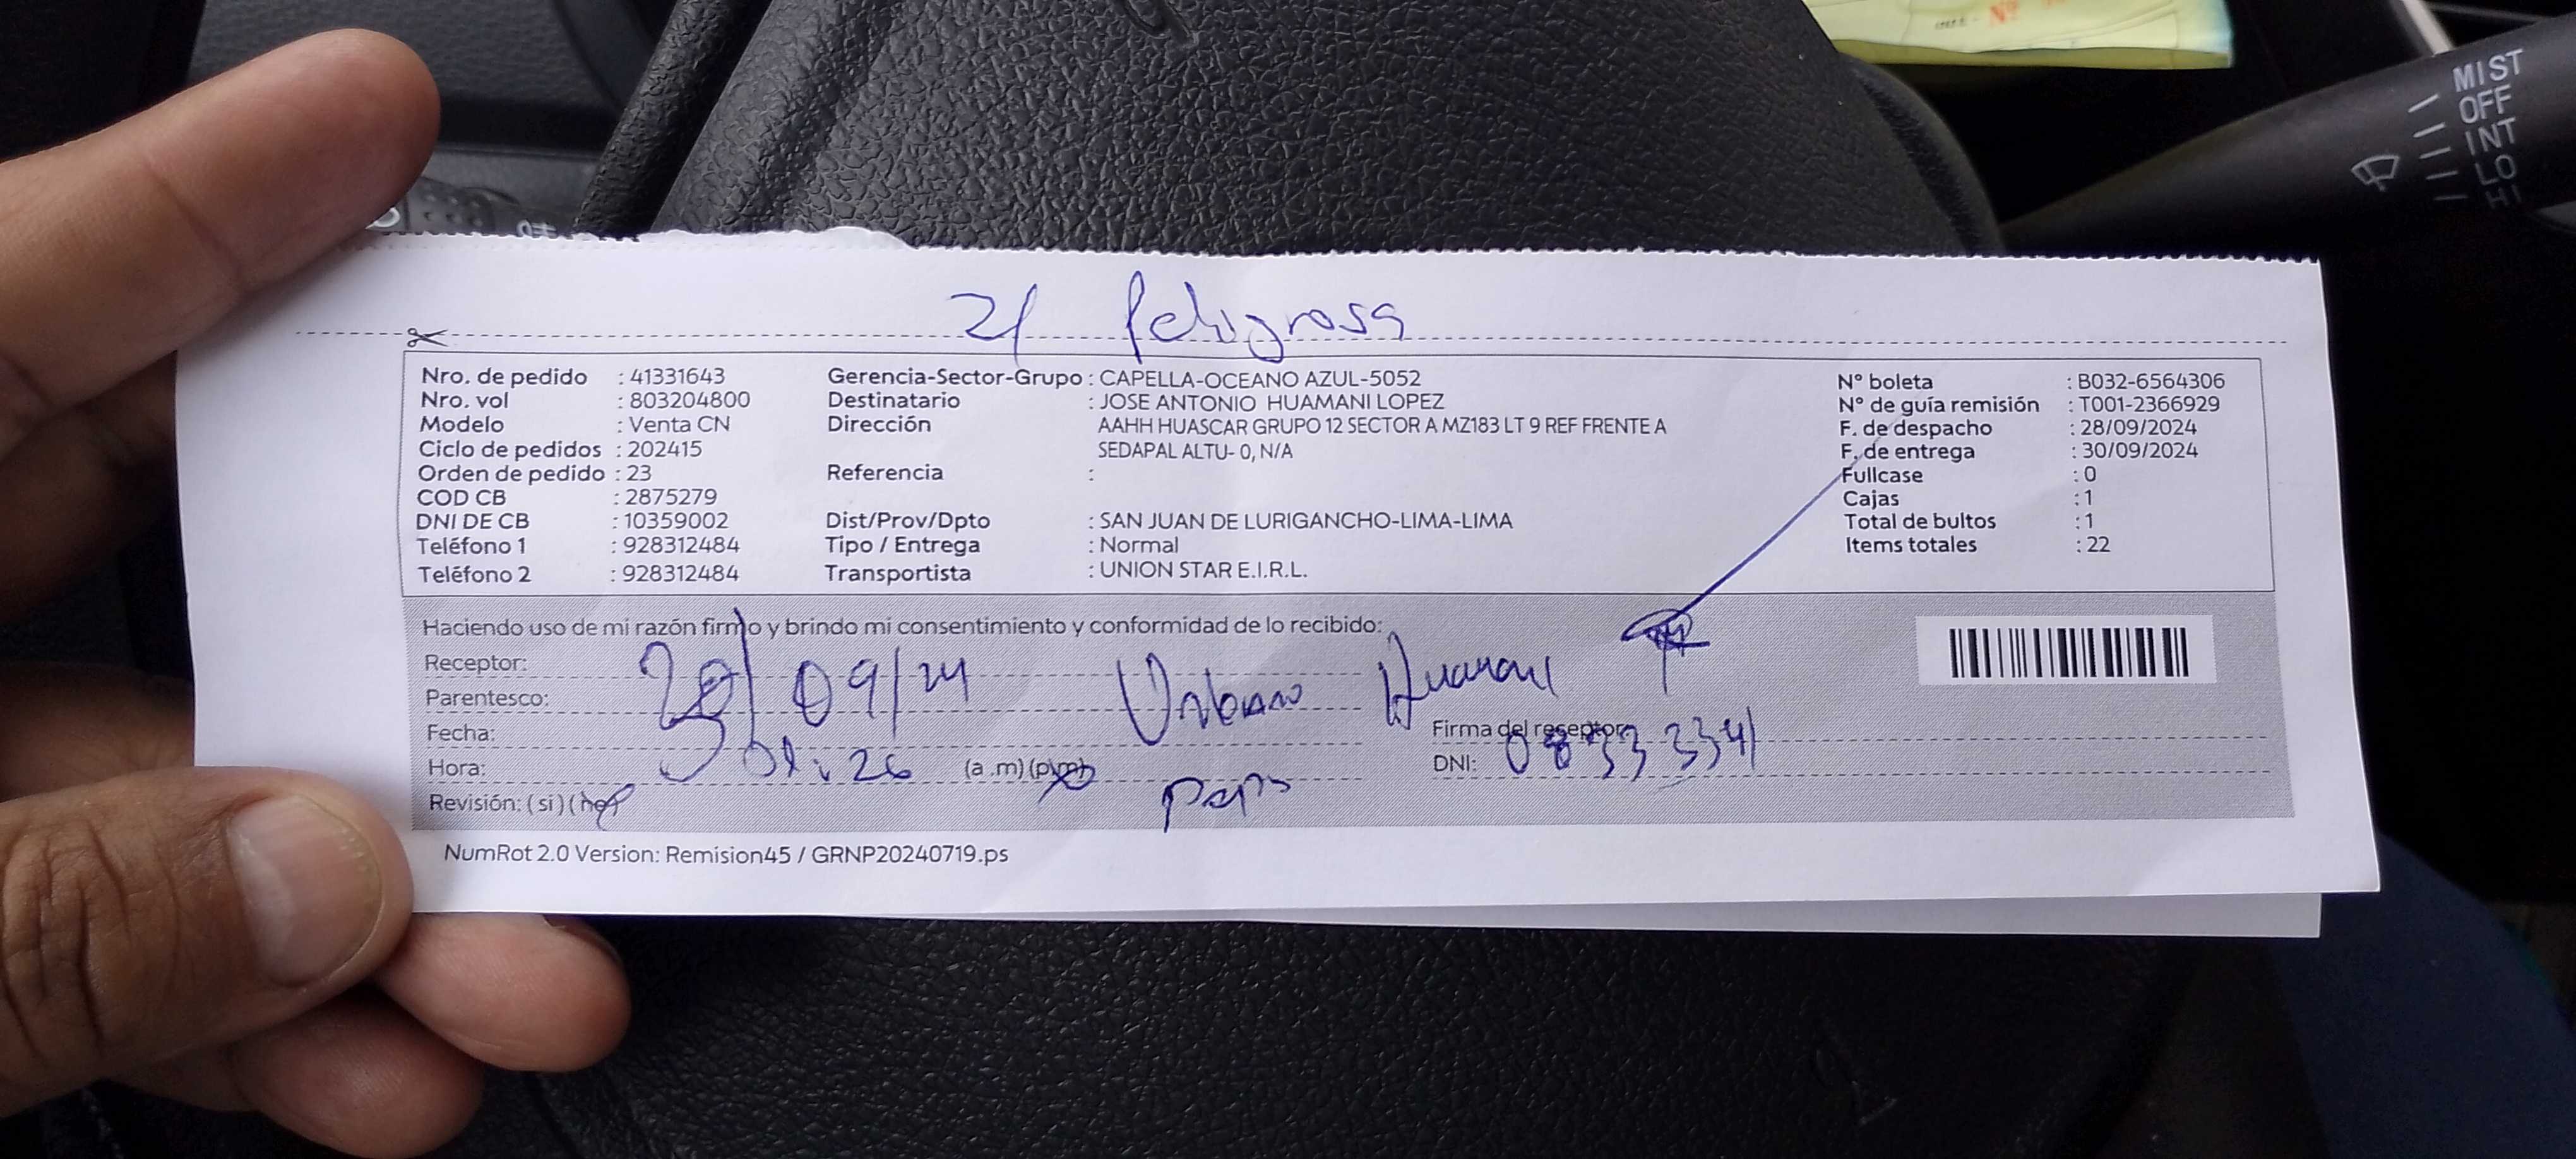 Nº
MIST
OFF
INT
LO
HI
21 Peligrosa
Nro. de pedido : 41331643
Nro. vol : 803204800
Modelo : Venta CN
Ciclo de pedidos : 202415
Orden de pedido : 23
COD CB : 2875279
DNI DE CB : 10359002
Teléfono 1 : 928312484
Teléfono 2 : 928312484
Gerencia-Sector-Grupo : CAPELLA-OCEANO AZUL-5052
Destinatario : JOSE ANTONIO HUAMANI LOPEZ
Dirección AAHH HUASCAR GRUPO 12 SECTOR A MZ183 LT 9 REF FRENTE A
SEDAPAL ALTU- 0, N/A
Referencia :
Dist/Prov/Dpto : SAN JUAN DE LURIGANCHO-LIMA-LIMA
Tipo / Entrega : Normal
Transportista : UNION STAR E.I.R.L.
Nº boleta : B032-6564306
Nº de guía remisión : T001-2366929
F. de despacho : 28/09/2024
F. de entrega : 30/09/2024
Fullcase : 0
Cajas : 1
Total de bultos : 1
Items totales : 22
Haciendo uso de mi razón firmo y brindo mi consentimiento y conformidad de lo recibido:
Receptor:
Parentesco:
/09/24 Urbano Huamani
Fecha:
Firma del receptor
Hora: (a.m) (p.m)
DNI: 08333341
Revisión: (si) (no)
papa
NumRot 2.0 Version: Remision45 / GRNP20240719.ps